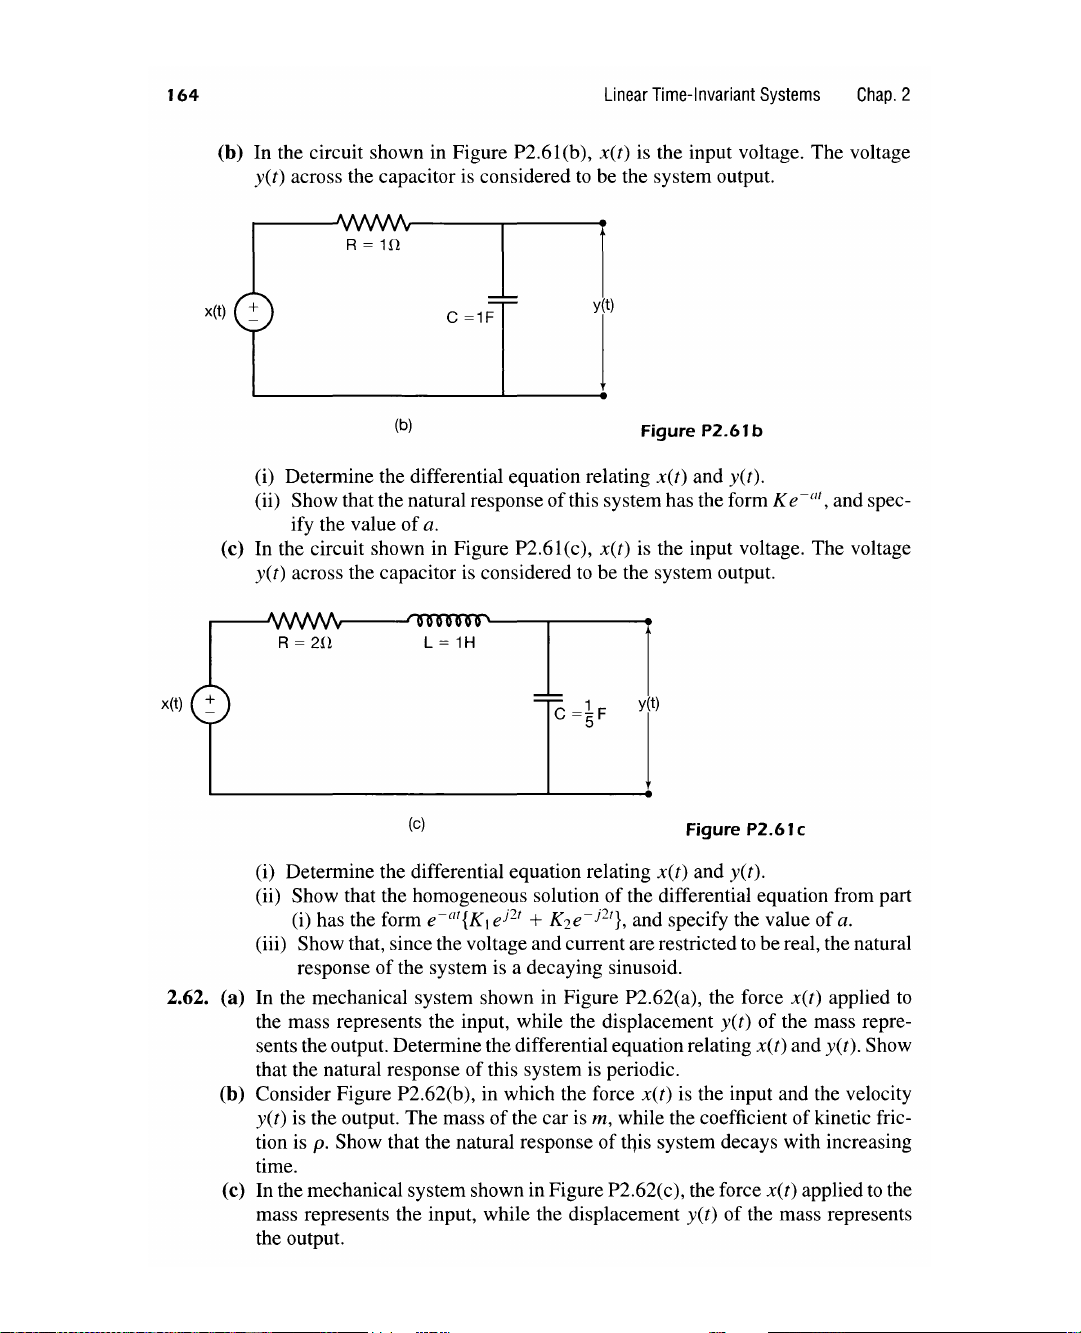 164 Linear Time-Invariant Systems Chap. 2
(b) In the circuit shown in Figure P2.61(b), x(t) is the input voltage. The voltage
y(t) across the capacitor is considered to be the system output.
R = 1Ω
x(t)
+
−
C =1F
y(t)
(b)
Figure P2.61b
(i) Determine the differential equation relating x(t) and y(t).
(ii) Show that the natural response of this system has the form Ke^{-at}, and spec-
ify the value of a.
(c) In the circuit shown in Figure P2.61(c), x(t) is the input voltage. The voltage
y(t) across the capacitor is considered to be the system output.
R = 2Ω L = 1H
x(t)
+
−
C = 1/5 F
y(t)
(c)
Figure P2.61c
(i) Determine the differential equation relating x(t) and y(t).
(ii) Show that the homogeneous solution of the differential equation from part
(i) has the form e^{-at}{K₁e^{j2t} + K₂e^{-j2t}}, and specify the value of a.
(iii) Show that, since the voltage and current are restricted to be real, the natural
response of the system is a decaying sinusoid.
2.62. (a) In the mechanical system shown in Figure P2.62(a), the force x(t) applied to
the mass represents the input, while the displacement y(t) of the mass repre-
sents the output. Determine the differential equation relating x(t) and y(t). Show
that the natural response of this system is periodic.
(b) Consider Figure P2.62(b), in which the force x(t) is the input and the velocity
y(t) is the output. The mass of the car is m, while the coefficient of kinetic fric-
tion is ρ. Show that the natural response of this system decays with increasing
time.
(c) In the mechanical system shown in Figure P2.62(c), the force x(t) applied to the
mass represents the input, while the displacement y(t) of the mass represents
the output.